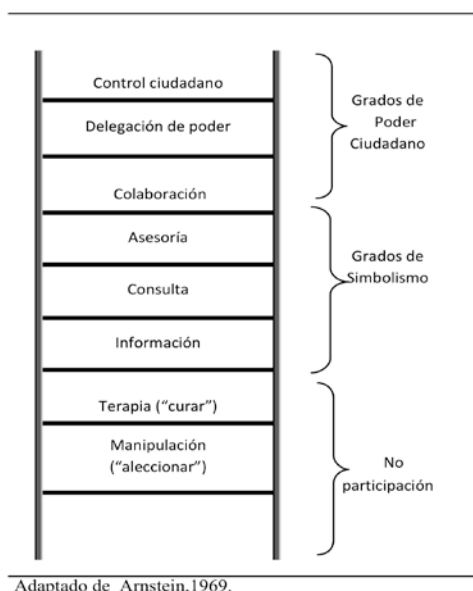 Control ciudadano
Delegación de poder
Colaboración
Asesoría
Consulta
Información
Terapia (“curar”)
Manipulación
(“aleccionar”)
Grados de
Poder
Ciudadano
Grados de
Simbolismo
No
participación
Adaptado de Arnstein,1969.